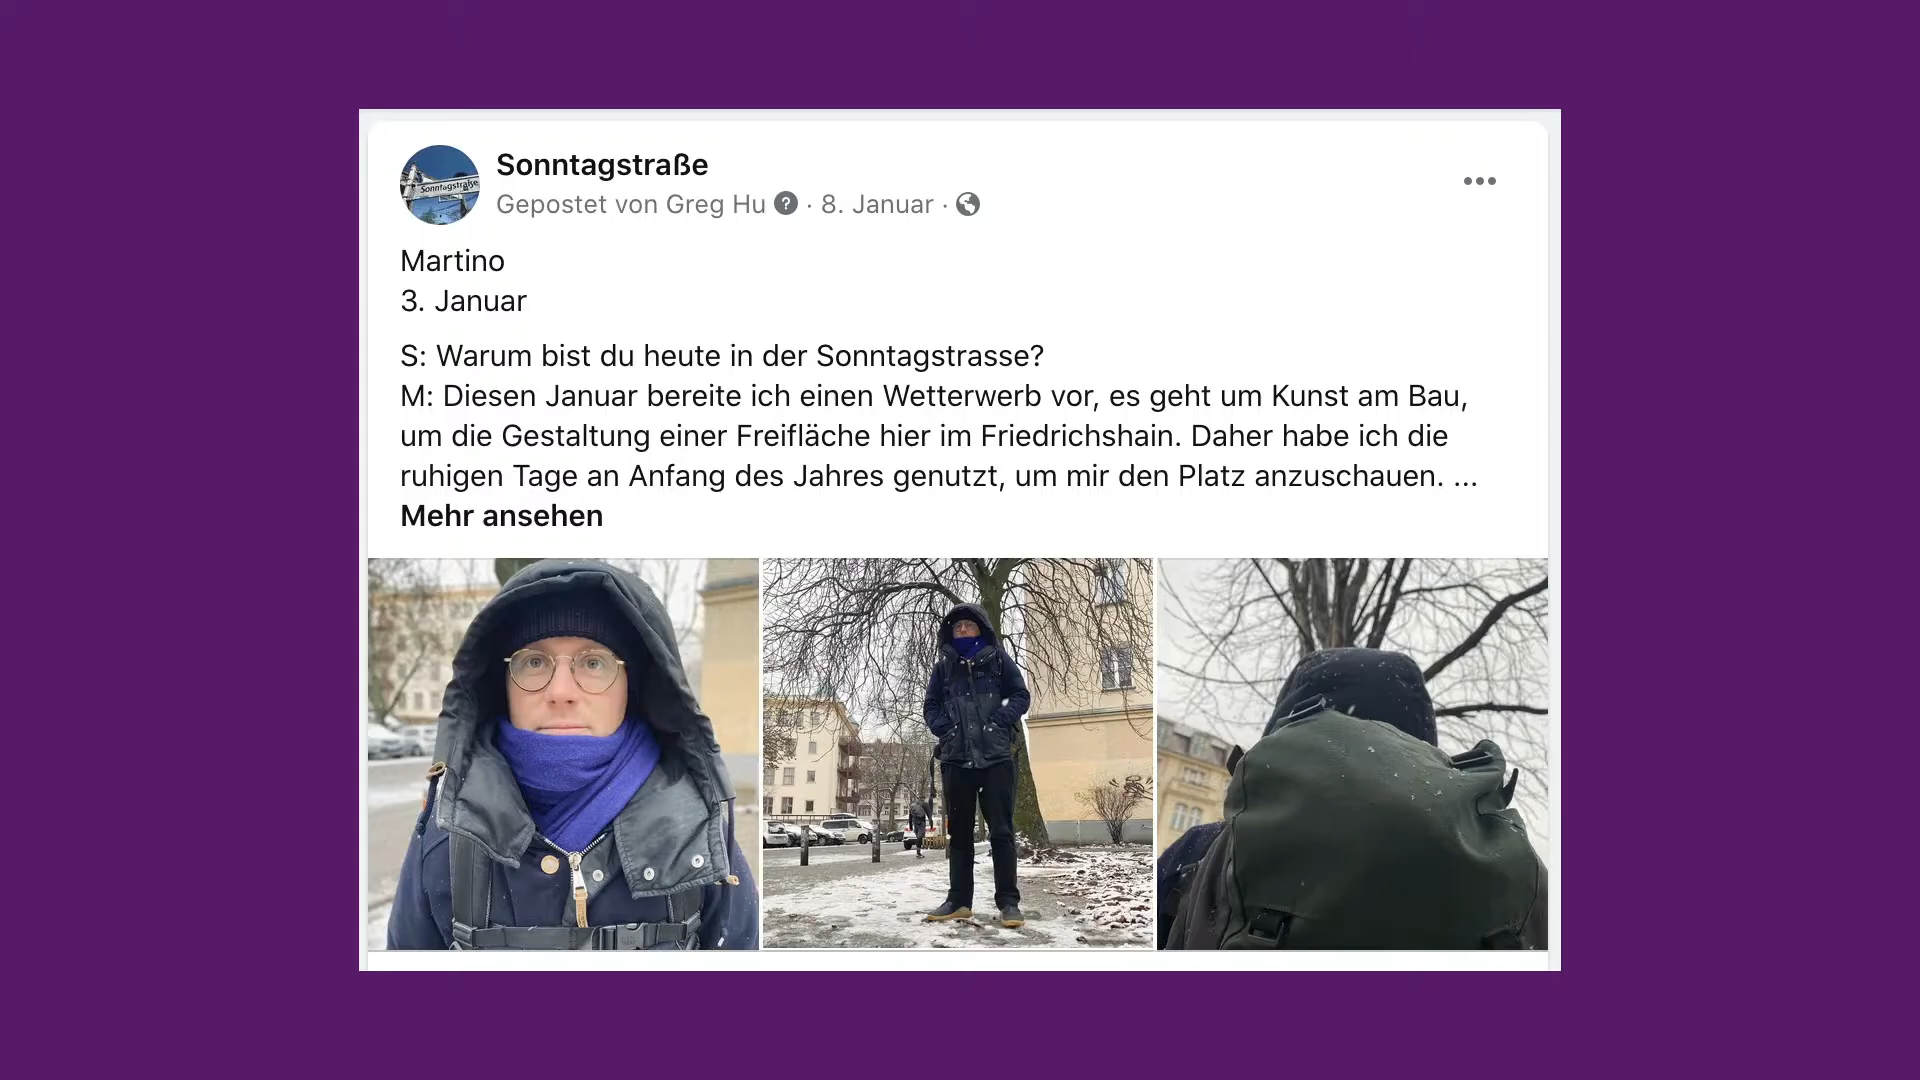 Sonntagstraße
Sonntagstraße
Gepostet von Greg Hu · 8. Januar ·
Martino
3. Januar
S: Warum bist du heute in der Sonntagstrasse?
M: Diesen Januar bereite ich einen Wetterwerb vor, es geht um Kunst am Bau,
um die Gestaltung einer Freifläche hier im Friedrichshain. Daher habe ich die
ruhigen Tage an Anfang des Jahres genutzt, um mir den Platz anzuschauen. ...
Mehr ansehen